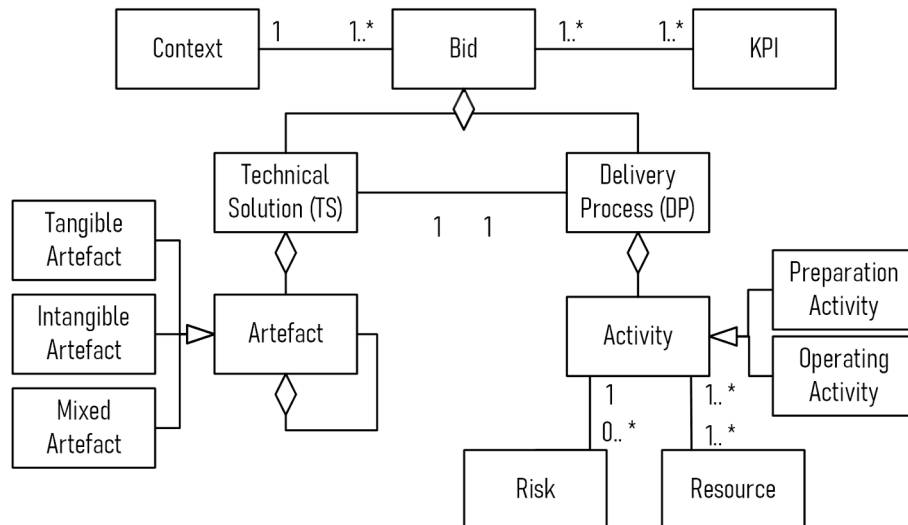 Context
1
1..*
Bid
1..*
1..*
KPI
Technical
Solution (TS)
1
1
Delivery
Process (DP)
Tangible
Artefact
Intangible
Artefact
Mixed
Artefact
Artefact
Activity
Preparation
Activity
Operating
Activity
1
0..*
1..*
1..*
Risk
Resource